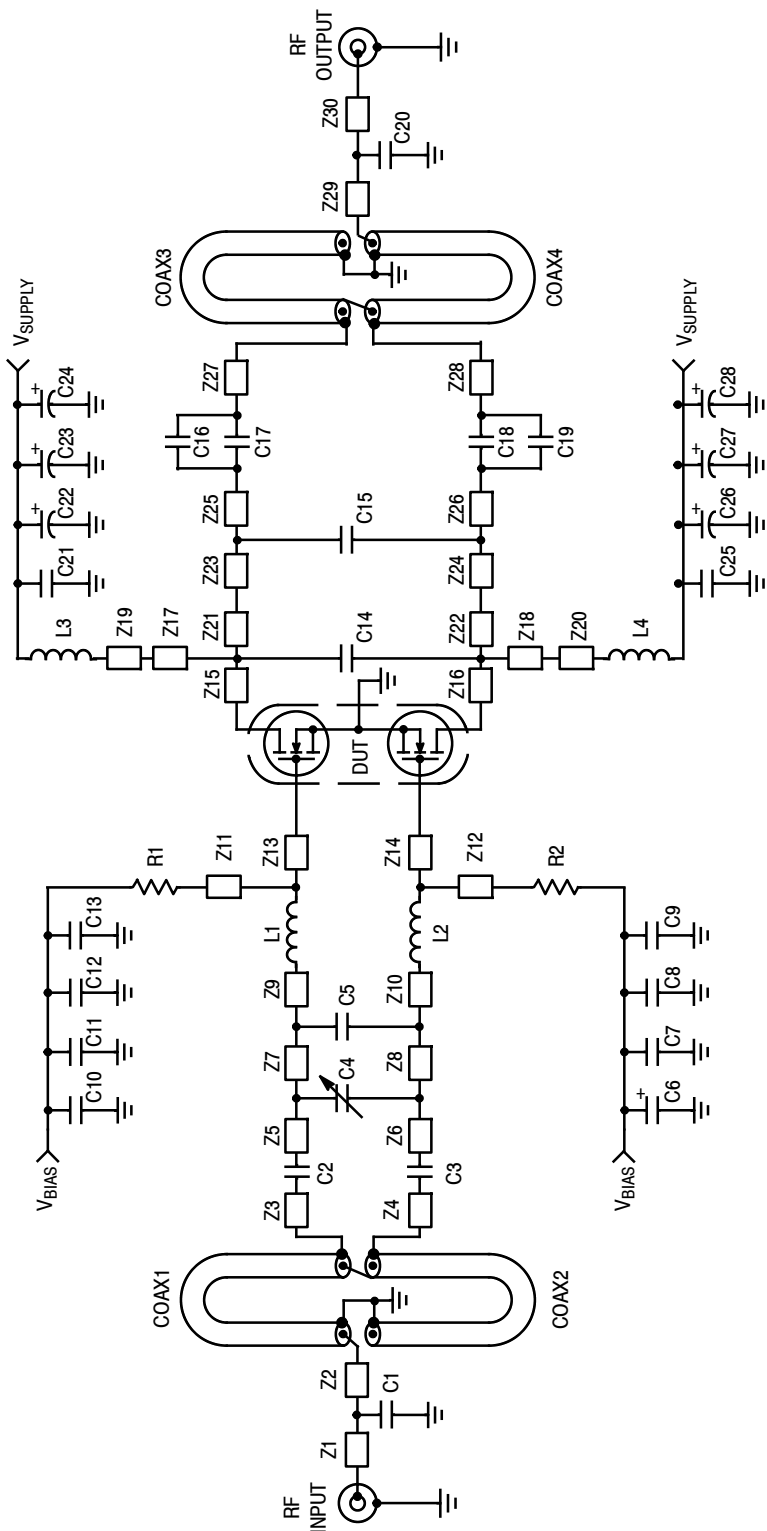 VBIAS
C10
C11
C12
C13
R1
Z11
VSUPPLY
+
C22
+
C23
+
C24
C21
L3
Z19
Z17
COAX1
COAX3
RF
INPUT
Z1
Z2
C1
Z3
C2
Z5
Z7
Z9
L1
Z13
C4
C5
Z4
C3
Z6
Z8
Z10
L2
Z14
DUT
Z15
Z21
Z23
Z25
C16
C17
Z27
C14
C15
Z16
Z22
Z24
Z26
C18
C19
Z28
Z29
Z30
C20
RF
OUTPUT
COAX2
COAX4
Z12
R2
VBIAS
+
C6
C7
C8
C9
Z18
Z20
L4
VSUPPLY
C25
+
C26
+
C27
+
C28